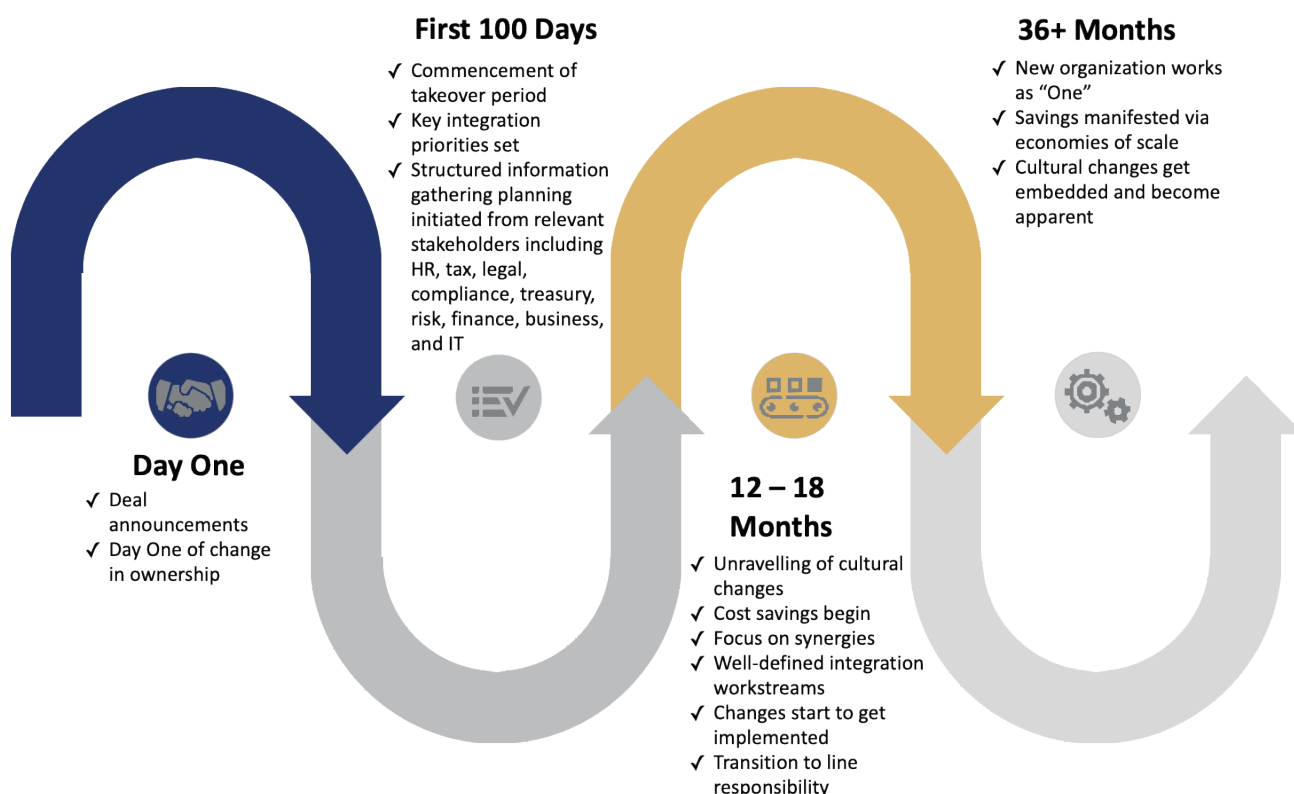 First 100 Days
✓ Commencement of
takeover period
✓ Key integration
priorities set
✓ Structured information
gathering planning
initiated from relevant
stakeholders including
HR, tax, legal,
compliance, treasury,
risk, finance, business,
and IT
36+ Months
✓ New organization works
as “One”
✓ Savings manifested via
economies of scale
✓ Cultural changes get
embedded and become
apparent
Day One
✓ Deal
announcements
✓ Day One of change
in ownership
12 – 18
Months
✓ Unravelling of cultural
changes
✓ Cost savings begin
✓ Focus on synergies
✓ Well-defined integration
workstreams
✓ Changes start to get
implemented
✓ Transition to line
responsibility